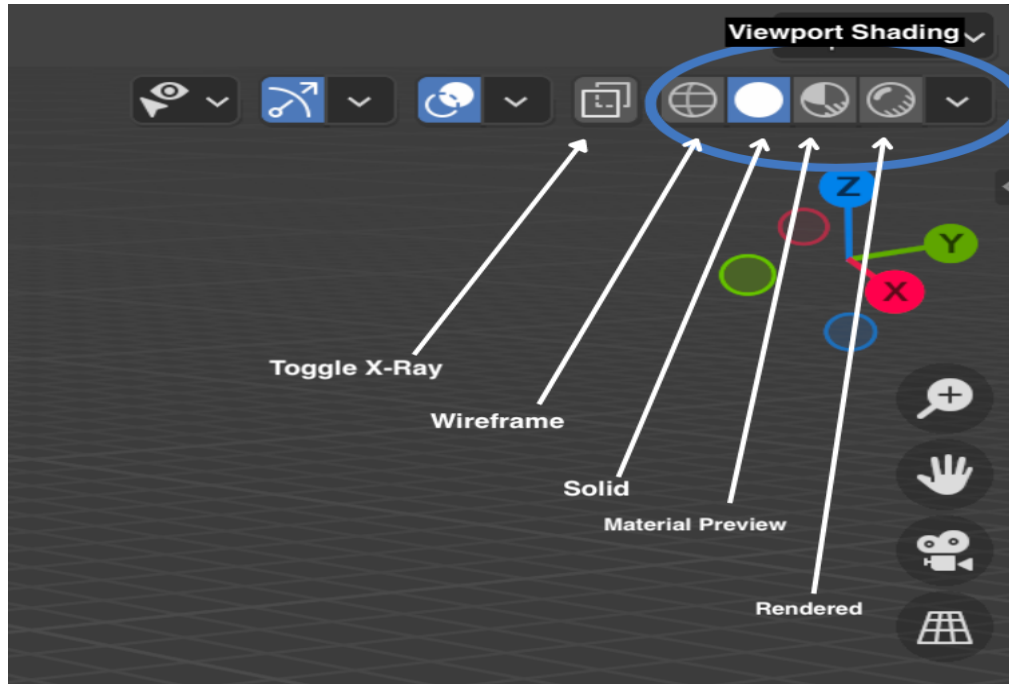 Viewport Shading
Z
Y
X
Toggle X-Ray
Wireframe
Solid
Material Preview
Rendered